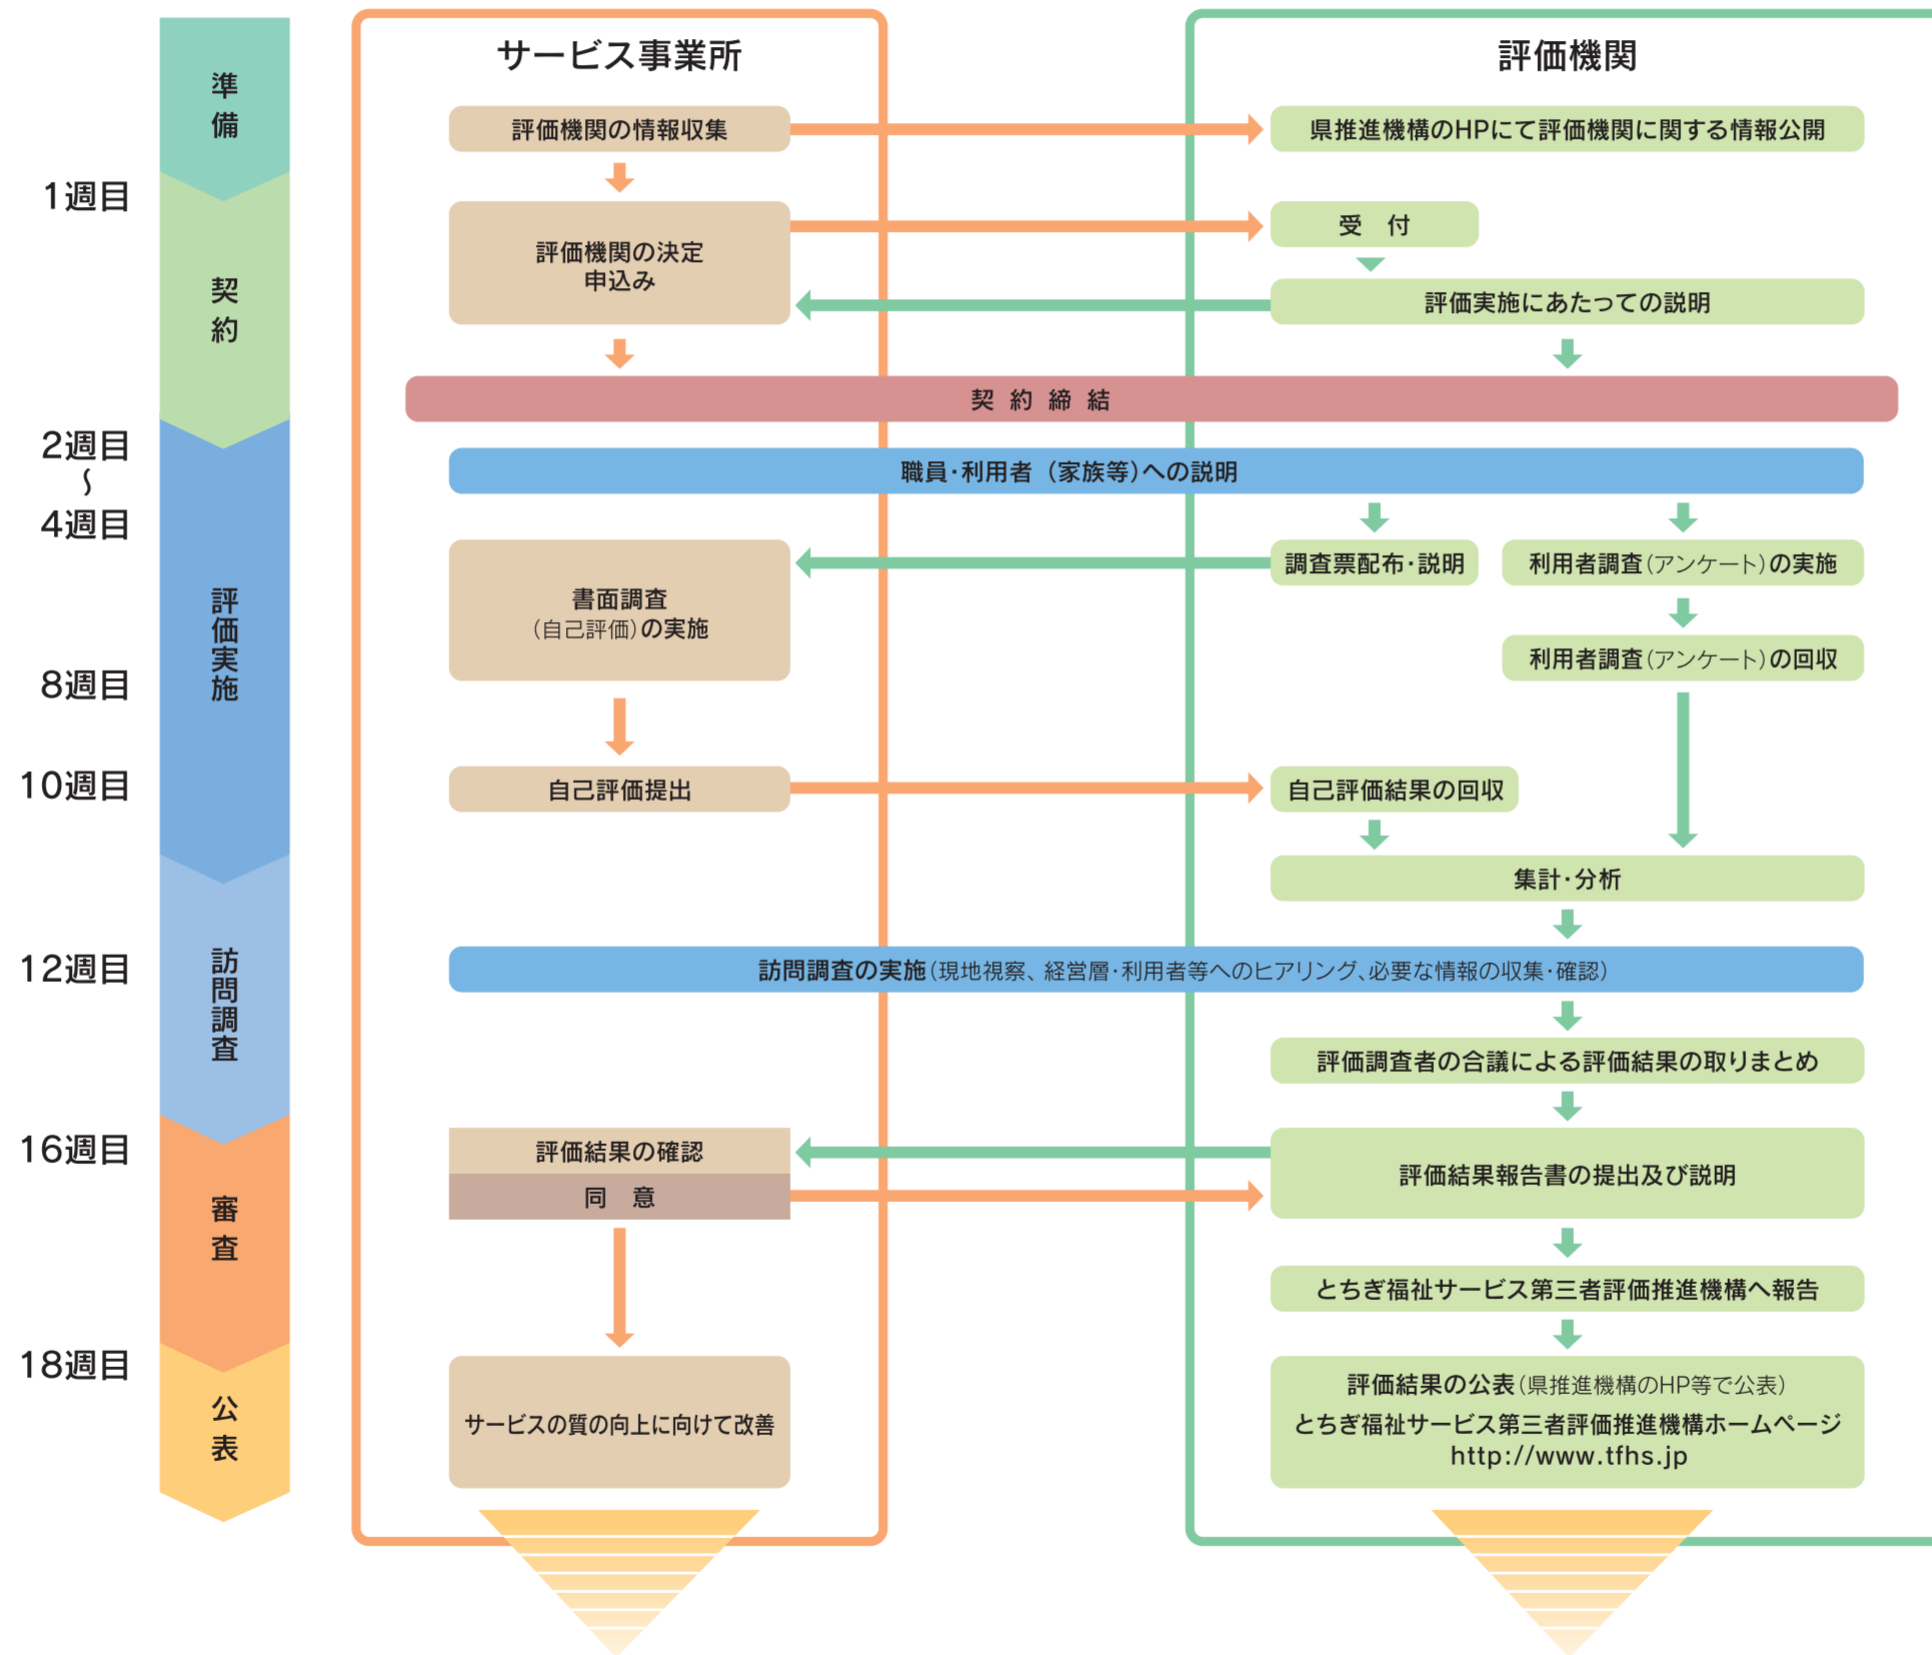 サービス事業所
評価機関
準備
評価機関の情報収集
県推進機構のHPにて評価機関に関する情報公開
1週目
契約
評価機関の決定
申込み
受　付
評価実施にあたっての説明
契 約 締 結
2週目
〜
4週目
評価実施
職員・利用者（家族等）への説明
調査票配布・説明
利用者調査（アンケート）の実施
書面調査
（自己評価）の実施
利用者調査（アンケート）の回収
8週目
10週目
自己評価提出
自己評価結果の回収
集計・分析
12週目
訪問調査
訪問調査の実施（現地視察、経営層・利用者等へのヒアリング、必要な情報の収集・確認）
評価調査者の合議による評価結果の取りまとめ
16週目
審査
評価結果の確認
同　意
評価結果報告書の提出及び説明
とちぎ福祉サービス第三者評価推進機構へ報告
18週目
公表
サービスの質の向上に向けて改善
評価結果の公表（県推進機構のHP等で公表）
とちぎ福祉サービス第三者評価推進機構ホームページ
http://www.tfhs.jp